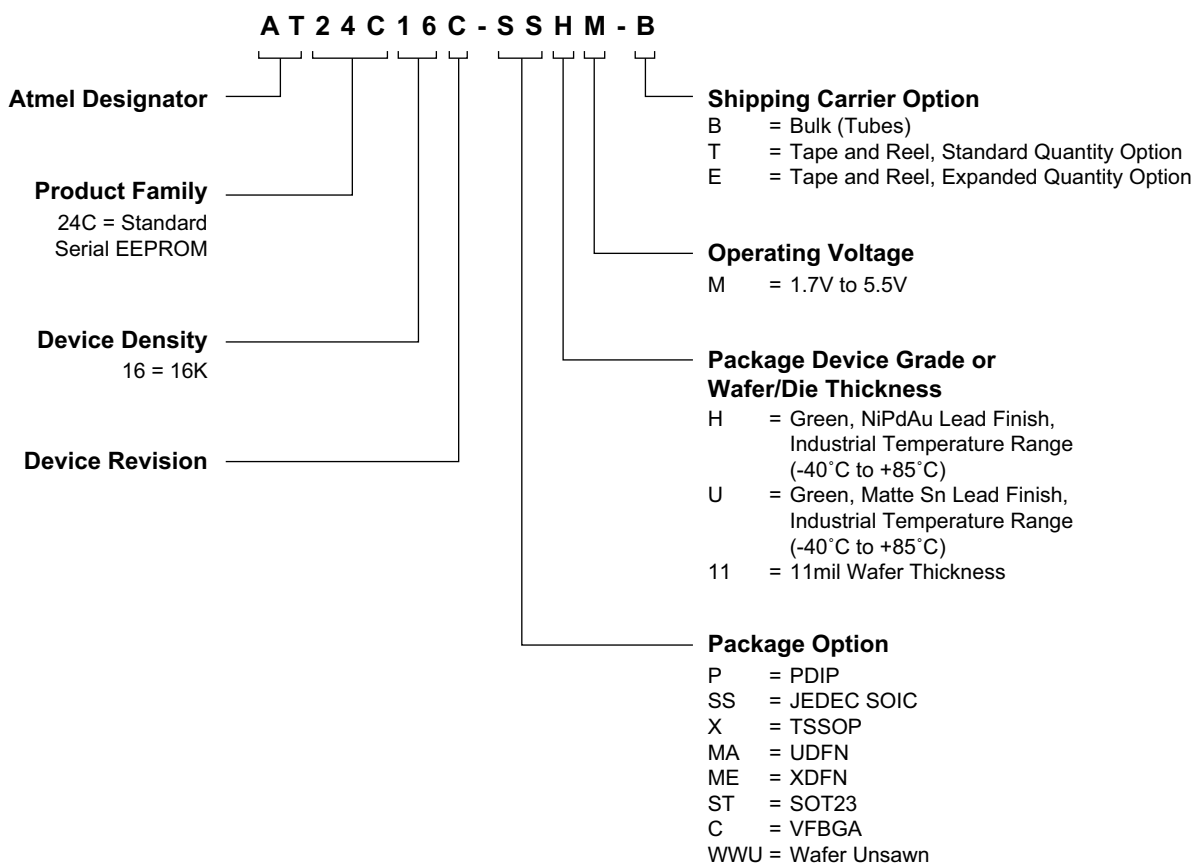 AT24C16C-SSHM-B
Atmel Designator
Product Family
24C = Standard
Serial EEPROM
Device Density
16 = 16K
Device Revision
Shipping Carrier Option
B = Bulk (Tubes)
T = Tape and Reel, Standard Quantity Option
E = Tape and Reel, Expanded Quantity Option
Operating Voltage
M = 1.7V to 5.5V
Package Device Grade or
Wafer/Die Thickness
H = Green, NiPdAu Lead Finish,
Industrial Temperature Range
(-40˚C to +85˚C)
U = Green, Matte Sn Lead Finish,
Industrial Temperature Range
(-40˚C to +85˚C)
11 = 11mil Wafer Thickness
Package Option
P = PDIP
SS = JEDEC SOIC
X = TSSOP
MA = UDFN
ME = XDFN
ST = SOT23
C = VFBGA
WWU = Wafer Unsawn